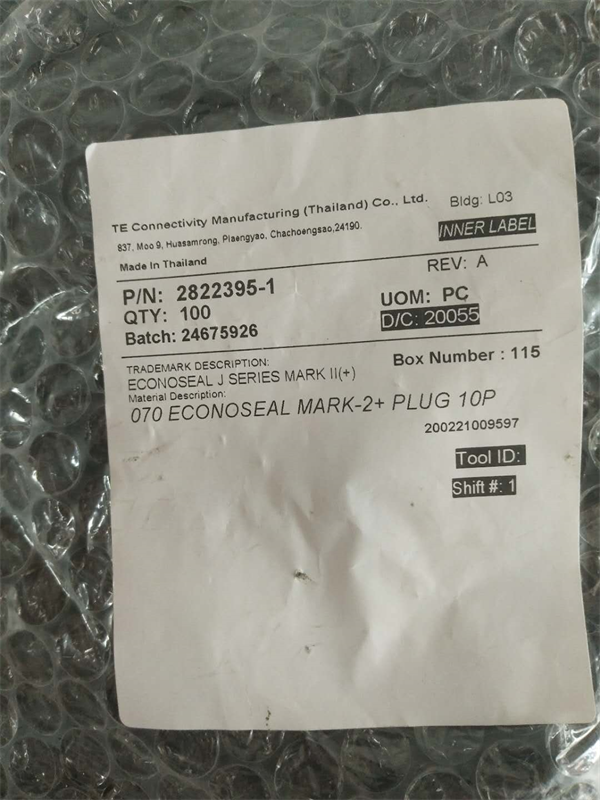 TE Connectivity Manufacturing (Thailand) Co., Ltd. Bldg: L03
837, Moo 9, Huasamrong, Plaengyao, Chachoengsao,24190. INNER LABEL
Made In Thailand REV: A
P/N: 2822395-1
QTY: 100 UOM: PC
Batch: 24675926 D/C: 20055
TRADEMARK DESCRIPTION: Box Number : 115
ECONOSEAL J SERIES MARK II(+)
Material Description:
070 ECONOSEAL MARK-2+ PLUG 10P
200221009597
Tool ID:
Shift #: 1